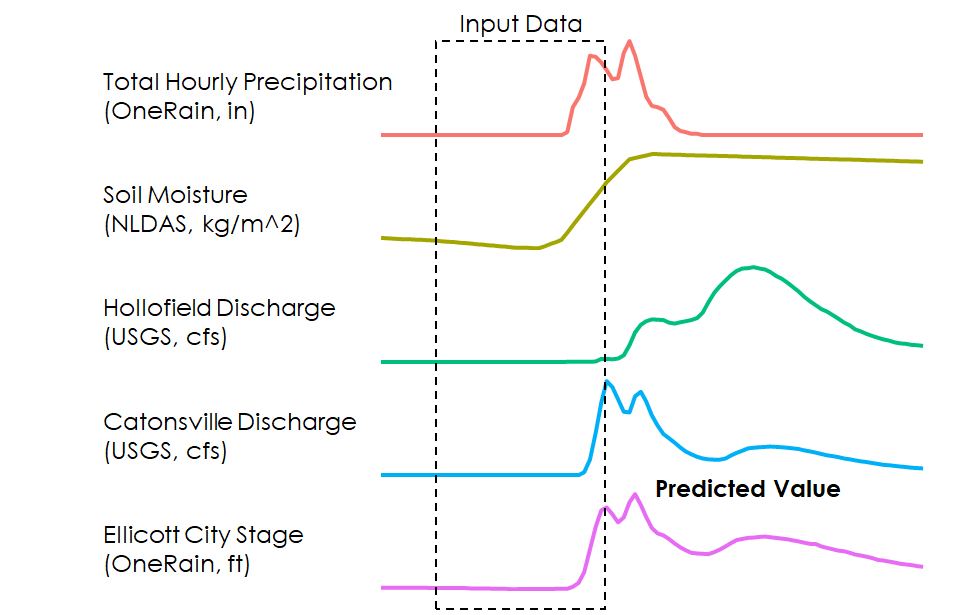 Input Data
Total Hourly Precipitation
(OneRain, in)
Soil Moisture
(NLDAS, kg/m^2)
Hollofield Discharge
(USGS, cfs)
Catonsville Discharge
(USGS, cfs)
Predicted Value
Ellicott City Stage
(OneRain, ft)